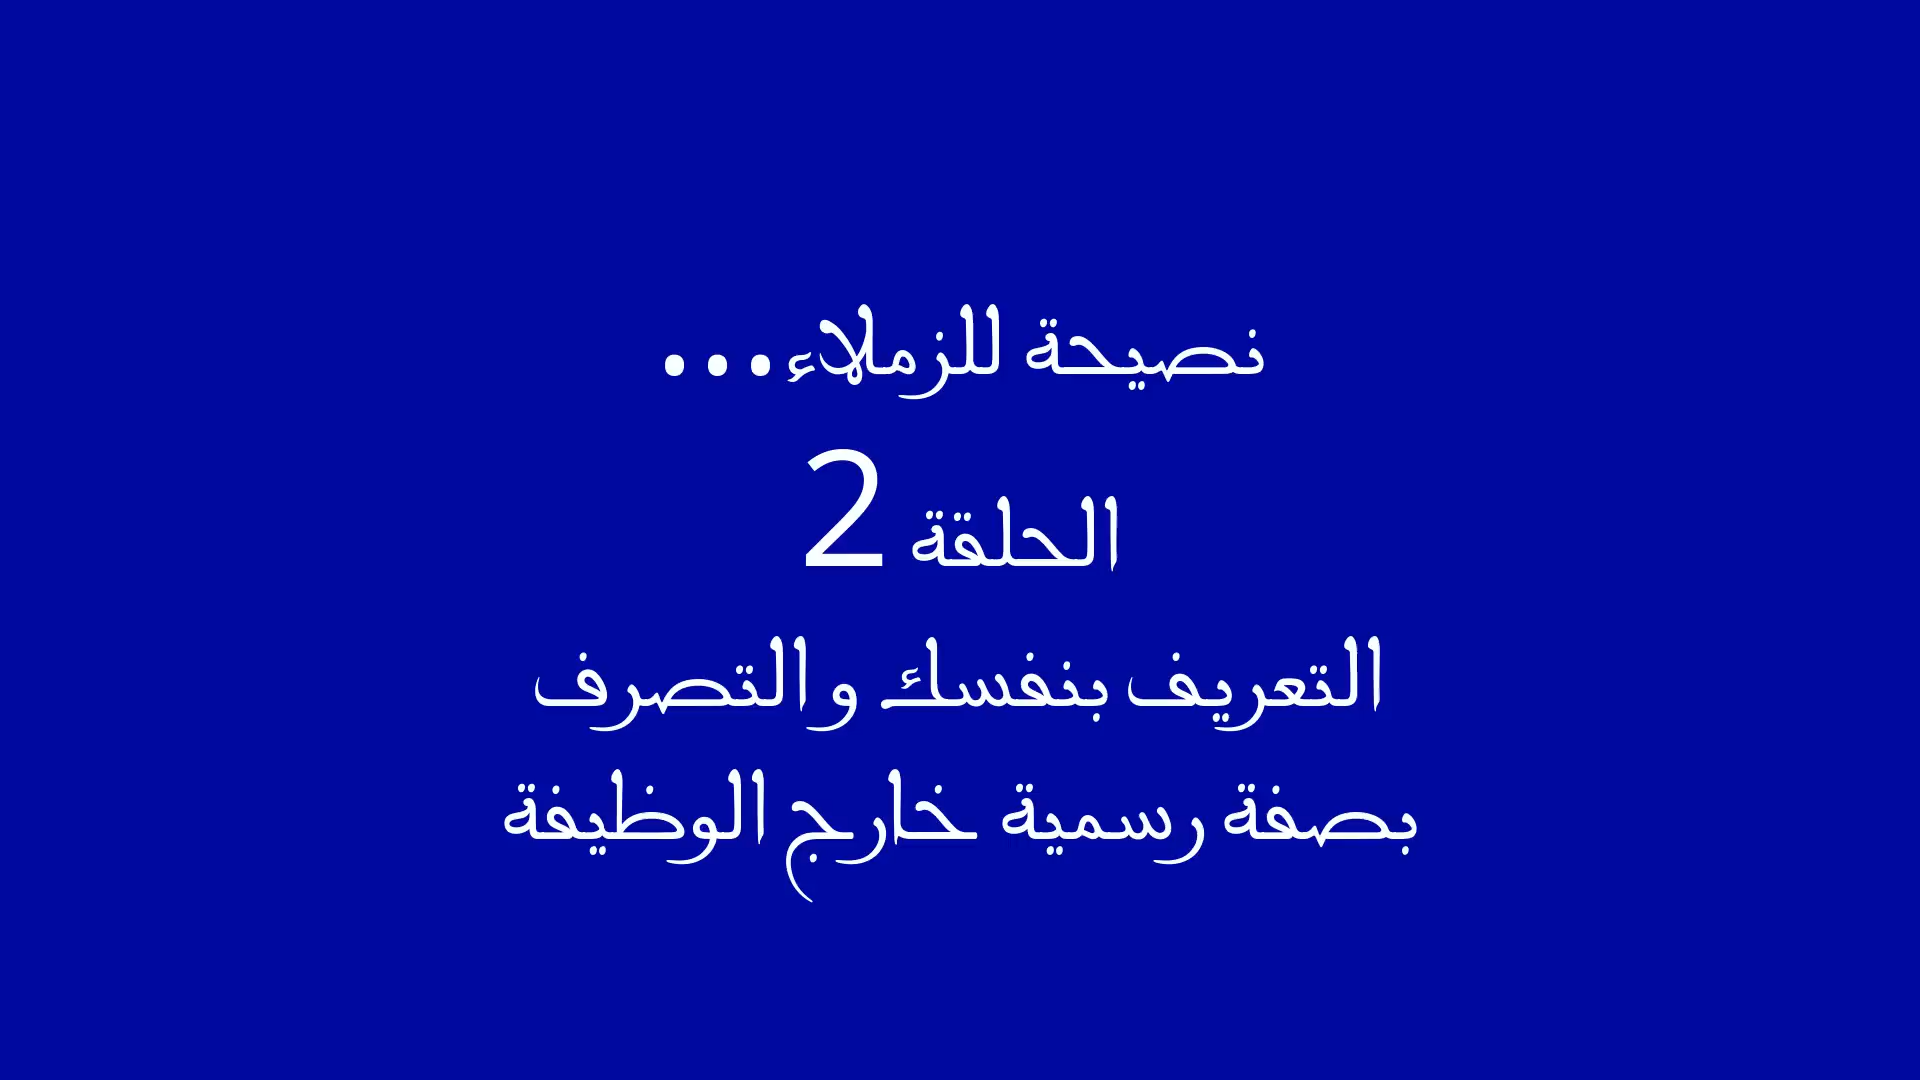 نصيحة للزملاء...
الحلقة 2
التعريف بنفسك والتصرف
بصفة رسمية خارج الوظيفة